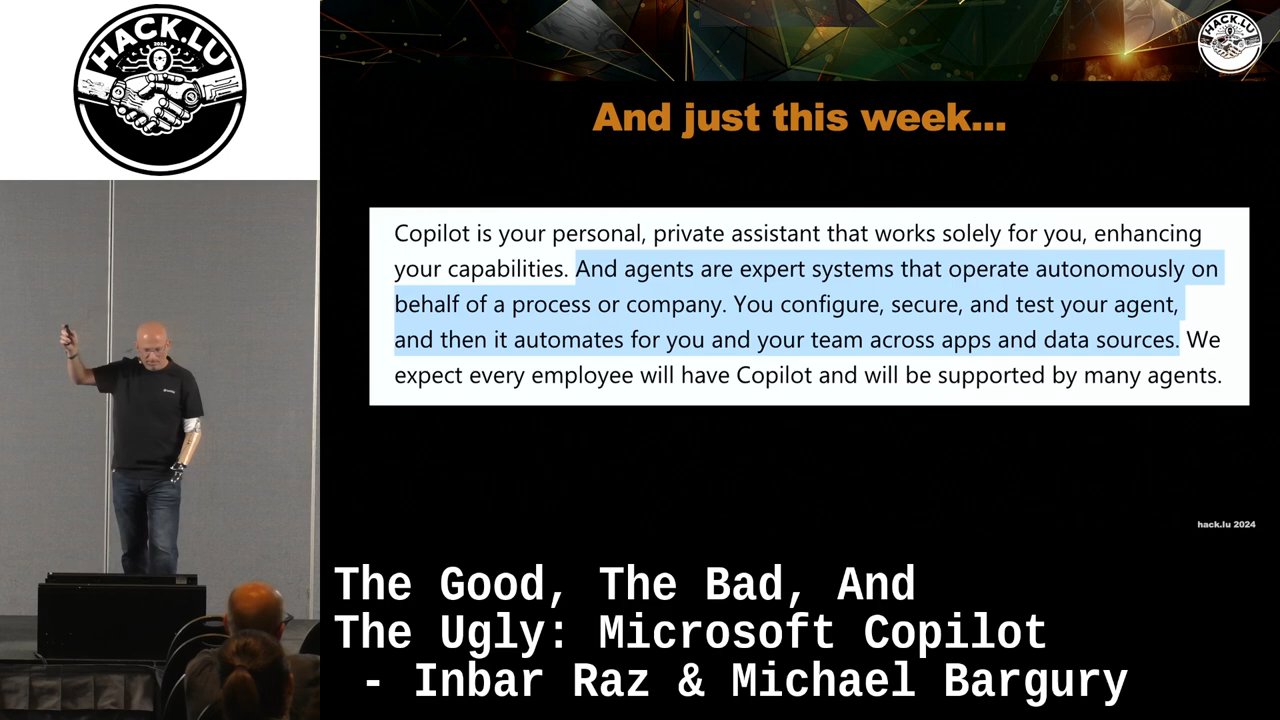 HACK.LU
2024
And just this week...
Copilot is your personal, private assistant that works solely for you, enhancing
your capabilities. And agents are expert systems that operate autonomously on
behalf of a process or company. You configure, secure, and test your agent,
and then it automates for you and your team across apps and data sources. We
expect every employee will have Copilot and will be supported by many agents.
hack.lu 2024
The Good, The Bad, And
The Ugly: Microsoft Copilot
- Inbar Raz & Michael Bargury